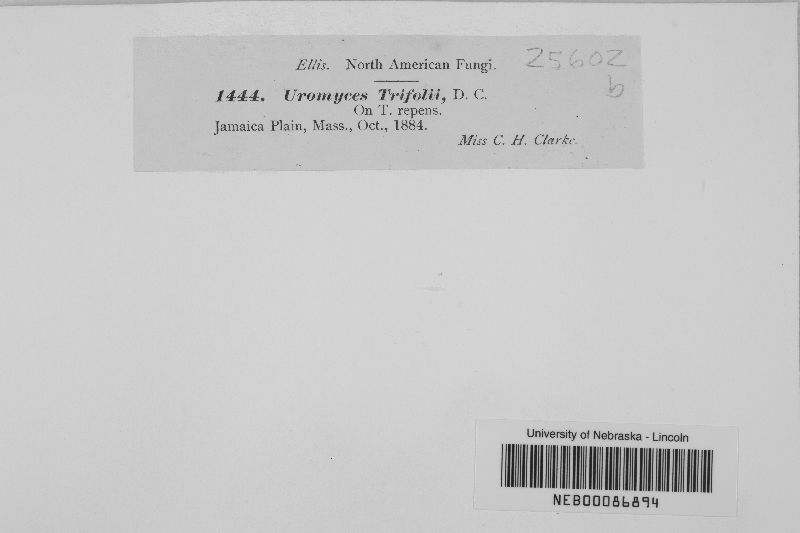 Ellis. North American Fungi.
25602
b
1444. Uromyces Trifolii, D. C.
On T. repens.
Jamaica Plain, Mass., Oct., 1884.
Miss C. H. Clarke.
University of Nebraska - Lincoln
NEB00086894